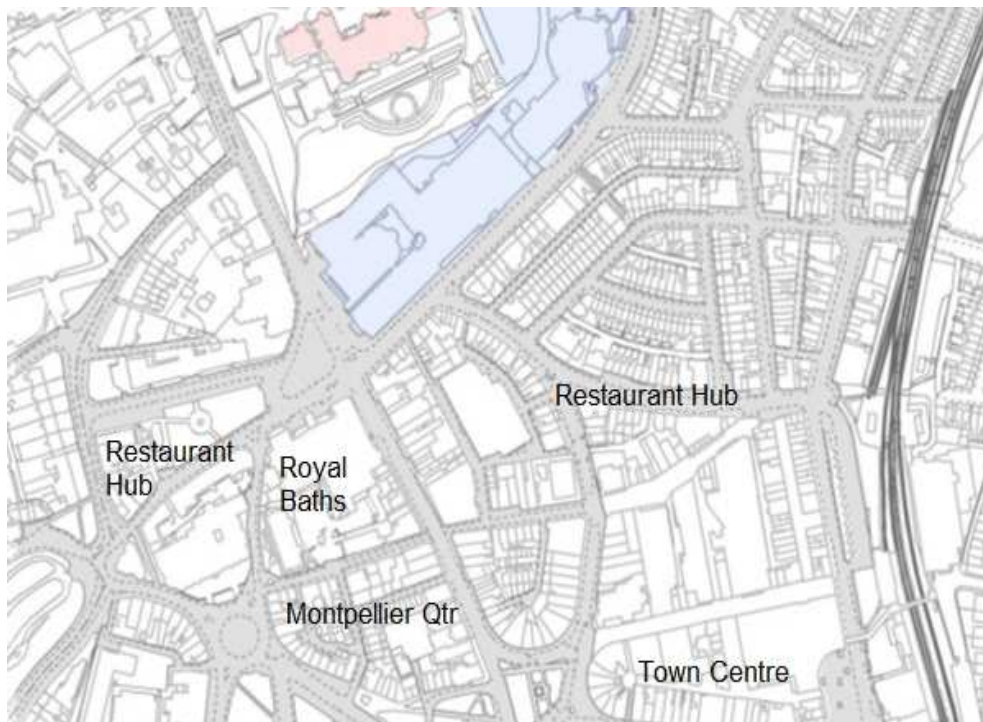 Restaurant Hub
Restaurant
Hub
Royal
Baths
Montpellier Qtr
Town Centre